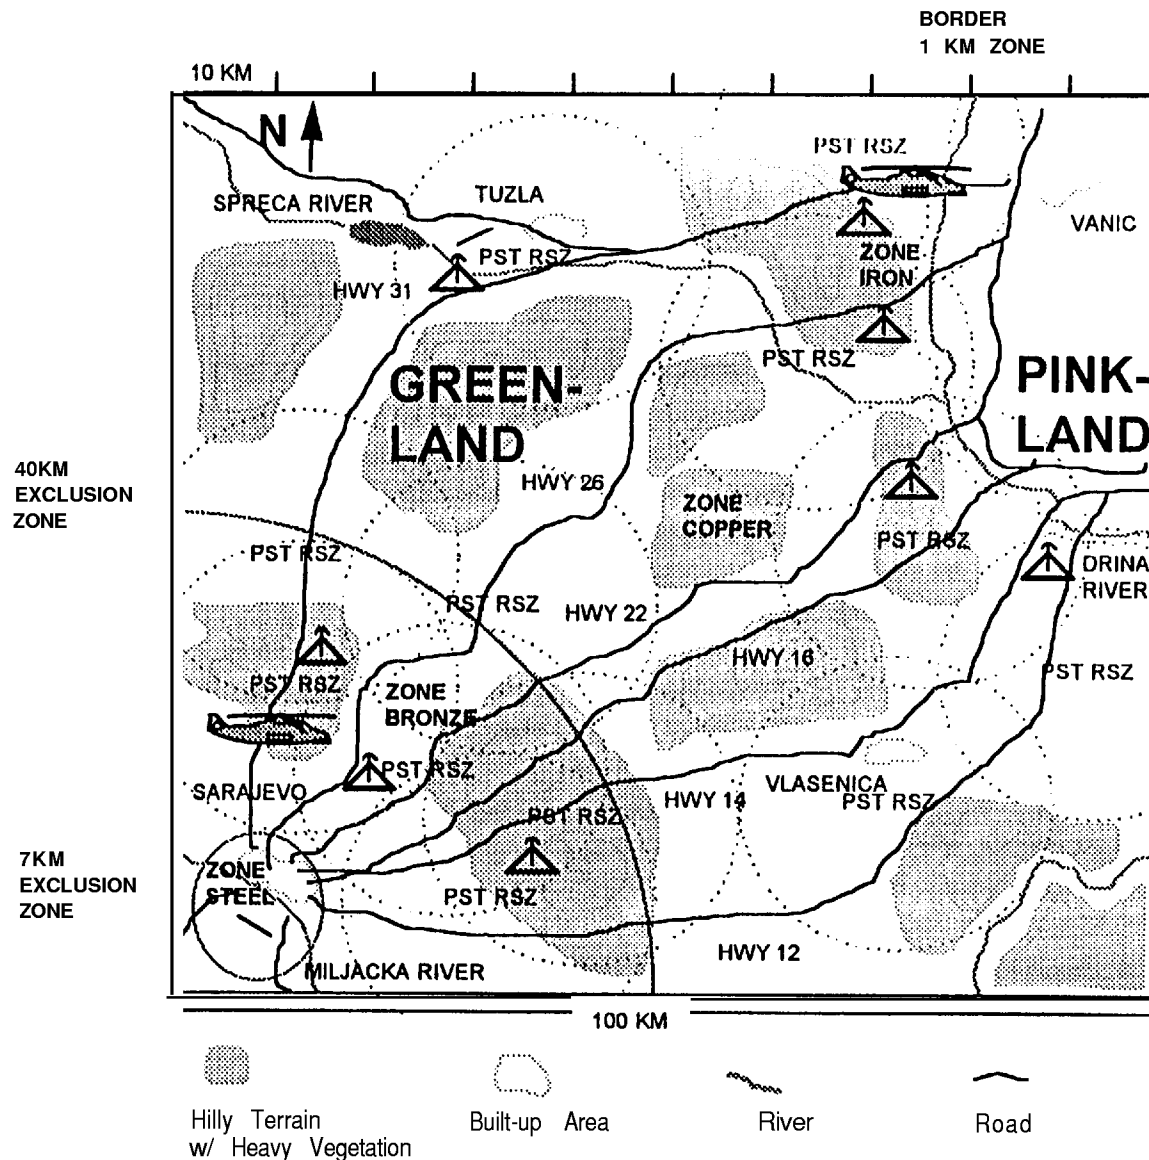 BORDER
1 KM ZONE
10 KM
N
PST RSZ
SPRECA RIVER
TUZLA
VANIC
PST RSZ
ZONE
IRON
HWY 31
PST RSZ
GREEN-
LAND
PINK-
LAND
40KM
EXCLUSION
ZONE
HWY 26
ZONE
COPPER
PST RSZ
PST RSZ
DRINA
RIVER
PST RSZ
HWY 22
HWY 16
PST RSZ
PST RSZ
ZONE
BRONZE
PST RSZ
SARAJEVO
VLASENICA
HWY 14
PST RSZ
PST RSZ
7KM
EXCLUSION
ZONE
ZONE
STEEL
PST RSZ
HWY 12
MILJACKA RIVER
100 KM
Hilly Terrain
w/ Heavy Vegetation
Built-up Area
River
Road